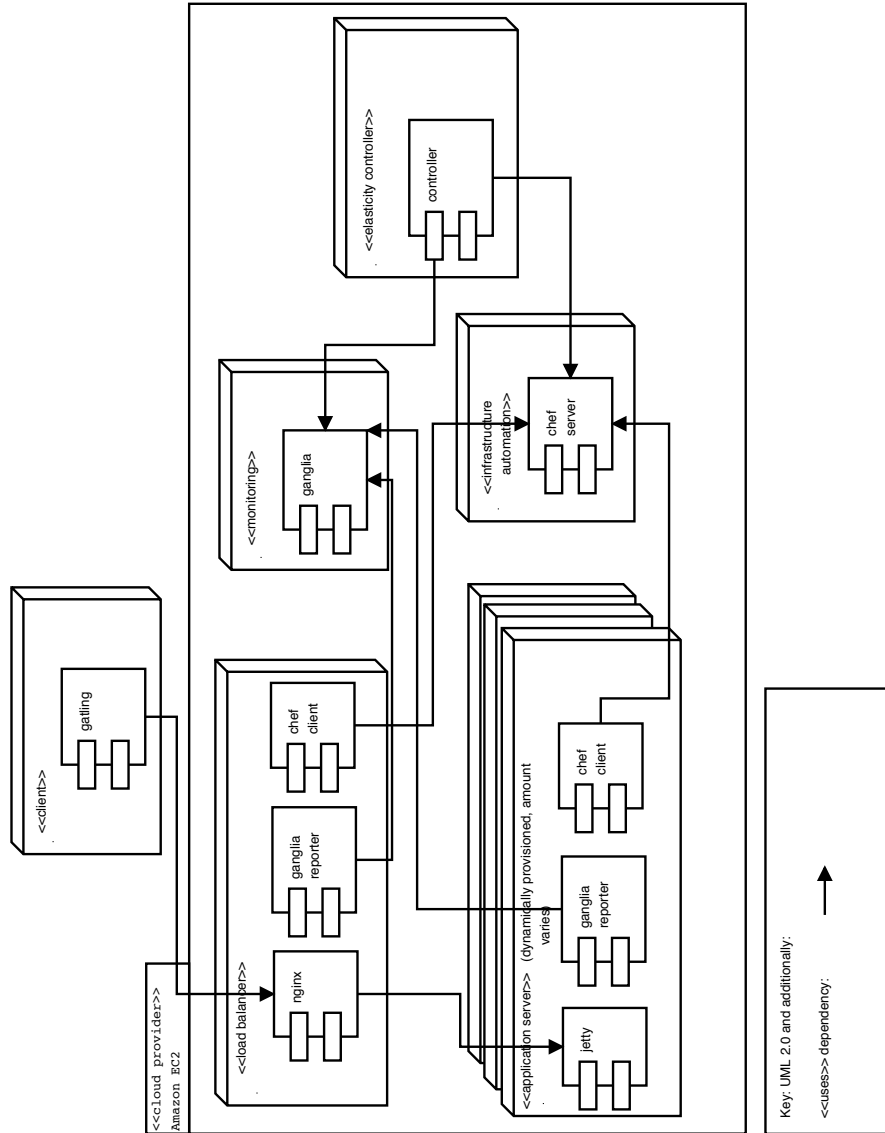 <<client>>
gatling
<<cloud provider>>
Amazon EC2
<<load balancer>>
nginx
ganglia
reporter
chef
client
<<monitoring>>
ganglia
<<elasticity controller>>
controller
<<infrastructure
automation>>
chef
server
<<application server>> (dynamically provisioned, amount
varies)
jetty
ganglia
reporter
chef
client
Key: UML 2.0 and additionally:
<<uses>> dependency: